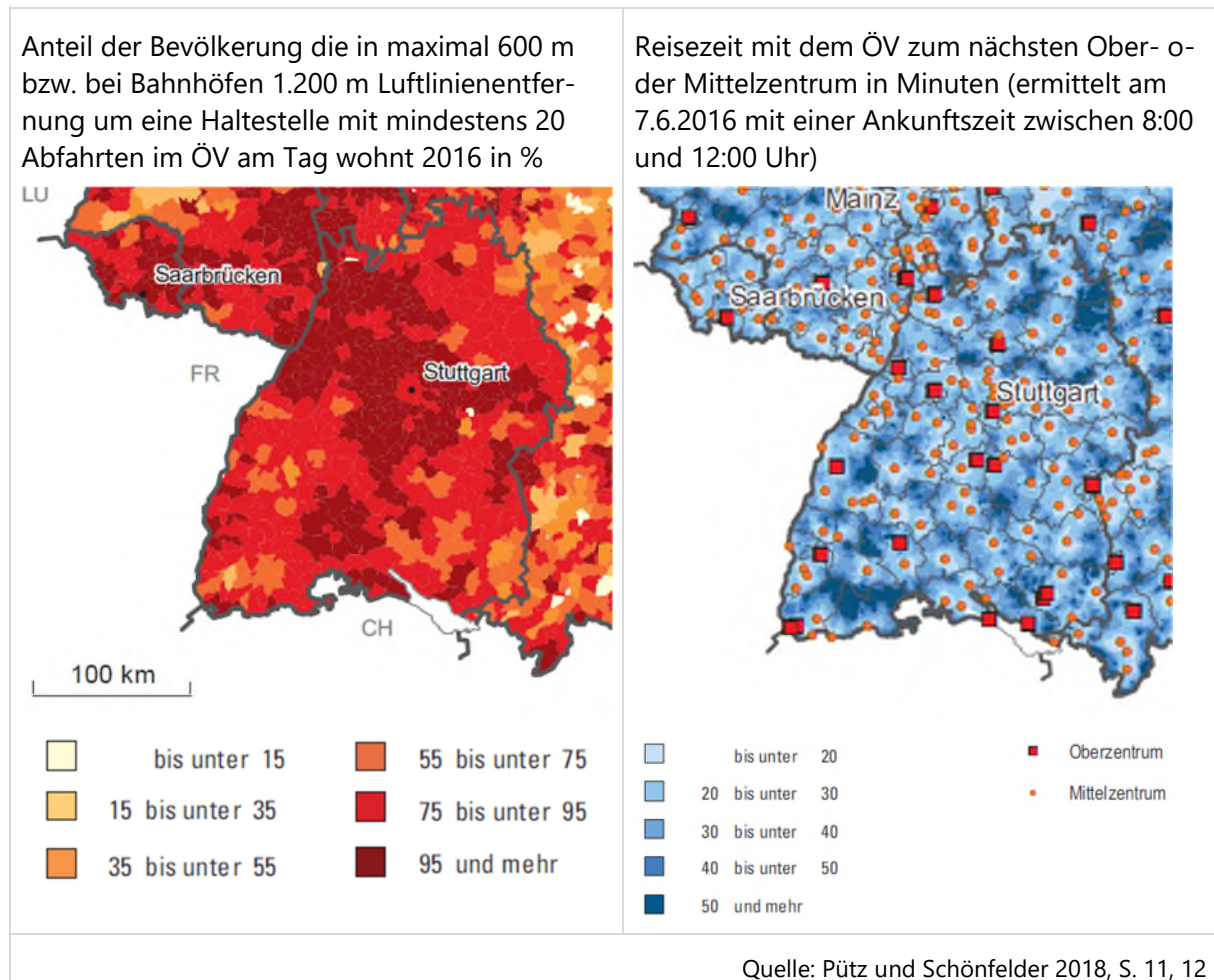 Anteil der Bevölkerung die in maximal 600 m
bzw. bei Bahnhöfen 1.200 m Luftlinienentfer-
nung um eine Haltestelle mit mindestens 20
Abfahrten im ÖV am Tag wohnt 2016 in %
LU
Saarbrücken
FR
Stuttgart
CH
100 km
bis unter 15
15 bis unter 35
35 bis unter 55
55 bis unter 75
75 bis unter 95
95 und mehr
Reisezeit mit dem ÖV zum nächsten Ober- o-
der Mittelzentrum in Minuten (ermittelt am
7.6.2016 mit einer Ankunftszeit zwischen 8:00
und 12:00 Uhr)
Mainz
Saarbrücken
Stuttgart
bis unter 20
20 bis unter 30
30 bis unter 40
40 bis unter 50
50 und mehr
Oberzentrum
Mittelzentrum
Quelle: Pütz und Schönfelder 2018, S. 11, 12